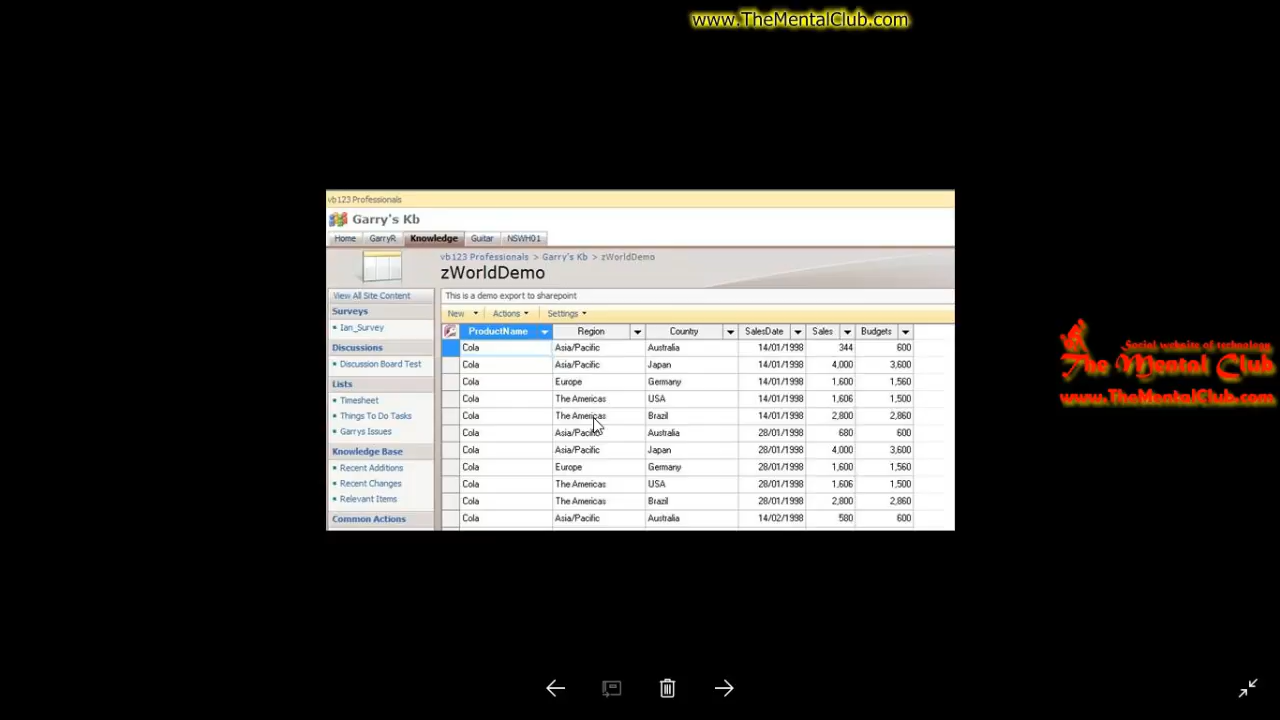 www.TheMentalClub.com
vb123 Professionals
Garry's Kb
Home GarryR Knowledge Guitar NSWH01
vb123 Professionals > Garry's Kb > zWorldDemo
zWorldDemo
View All Site Content
Surveys
Ian_Survey
Discussions
Discussion Board Test
Lists
Timesheet
Things To Do Tasks
Garrys Issues
Knowledge Base
Recent Additions
Recent Changes
Relevant Items
Common Actions
This is a demo export to sharepoint
New Actions Settings
ProductName Region Country SalesDate Sales Budgets
Cola Asia/Pacific Australia 14/01/1998 344 600
Cola Asia/Pacific Japan 14/01/1998 4,000 3,600
Cola Europe Germany 14/01/1998 1,600 1,560
Cola The Americas USA 14/01/1998 1,606 1,500
Cola The Americas Brazil 14/01/1998 2,800 2,860
Cola Asia/Pacific Australia 28/01/1998 680 600
Cola Asia/Pacific Japan 28/01/1998 4,000 3,600
Cola Europe Germany 28/01/1998 1,600 1,560
Cola The Americas USA 28/01/1998 1,606 1,500
Cola The Americas Brazil 28/01/1998 2,800 2,860
Cola Asia/Pacific Australia 14/02/1998 580 600
Social website of technology
The Mental Club
www.TheMentalClub.com